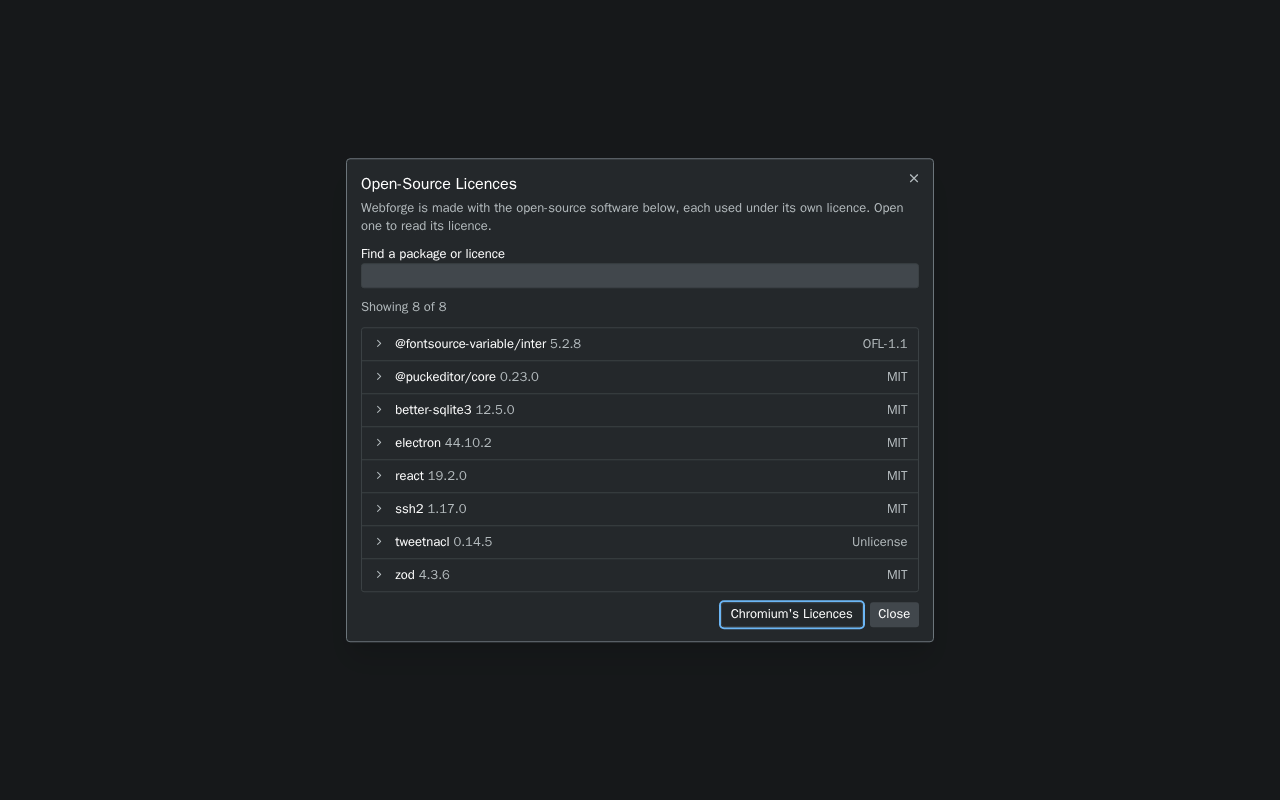 Open-Source Licences
Webforge is made with the open-source software below, each used under its own licence. Open
one to read its licence.
Find a package or licence
Showing 8 of 8
@fontsource-variable/inter 5.2.8 OFL-1.1
@puckeditor/core 0.23.0 MIT
better-sqlite3 12.5.0 MIT
electron 44.10.2 MIT
react 19.2.0 MIT
ssh2 1.17.0 MIT
tweetnacl 0.14.5 Unlicense
zod 4.3.6 MIT
Chromium's Licences Close